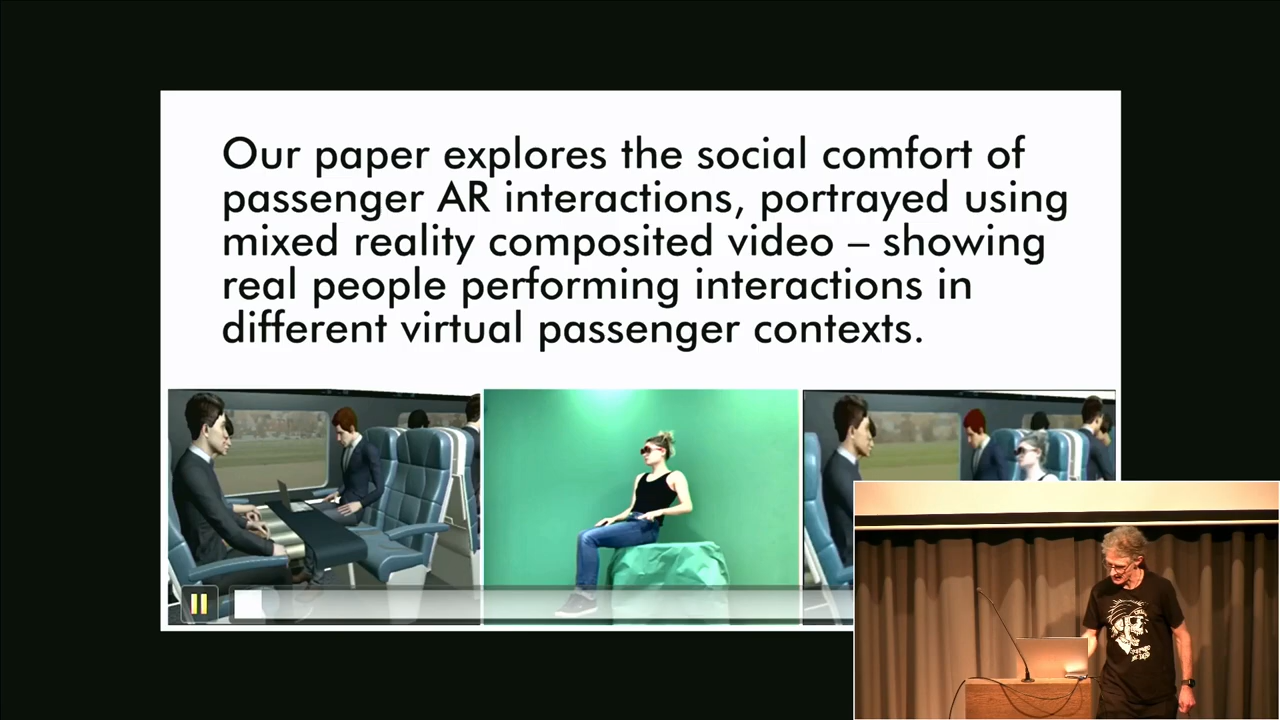 Our paper explores the social comfort of
passenger AR interactions, portrayed using
mixed reality composited video – showing
real people performing interactions in
different virtual passenger contexts.